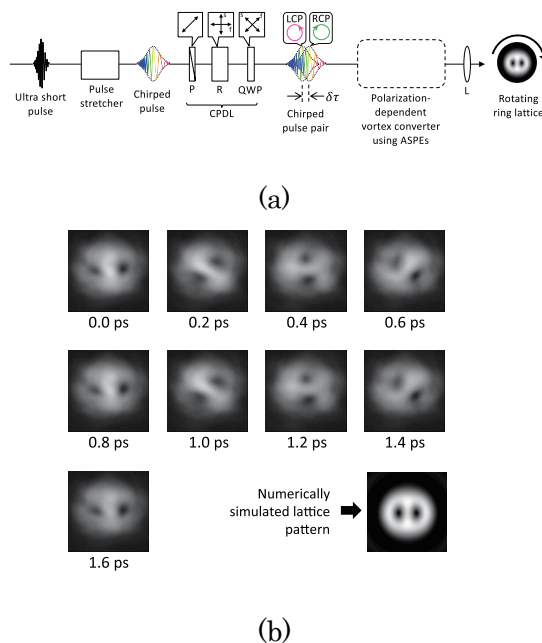 LCP RCP
S
T
S
f
P R QWP
δτ
L
Ultra short
pulse
Pulse
stretcher
Chirped
pulse
CPDL
Chirped
pulse pair
Polarization-
dependent
vortex converter
using ASPEs
Rotating
ring lattice
(a)
0.0 ps 0.2 ps 0.4 ps 0.6 ps
0.8 ps 1.0 ps 1.2 ps 1.4 ps
1.6 ps
Numerically
simulated lattice
pattern
(b)